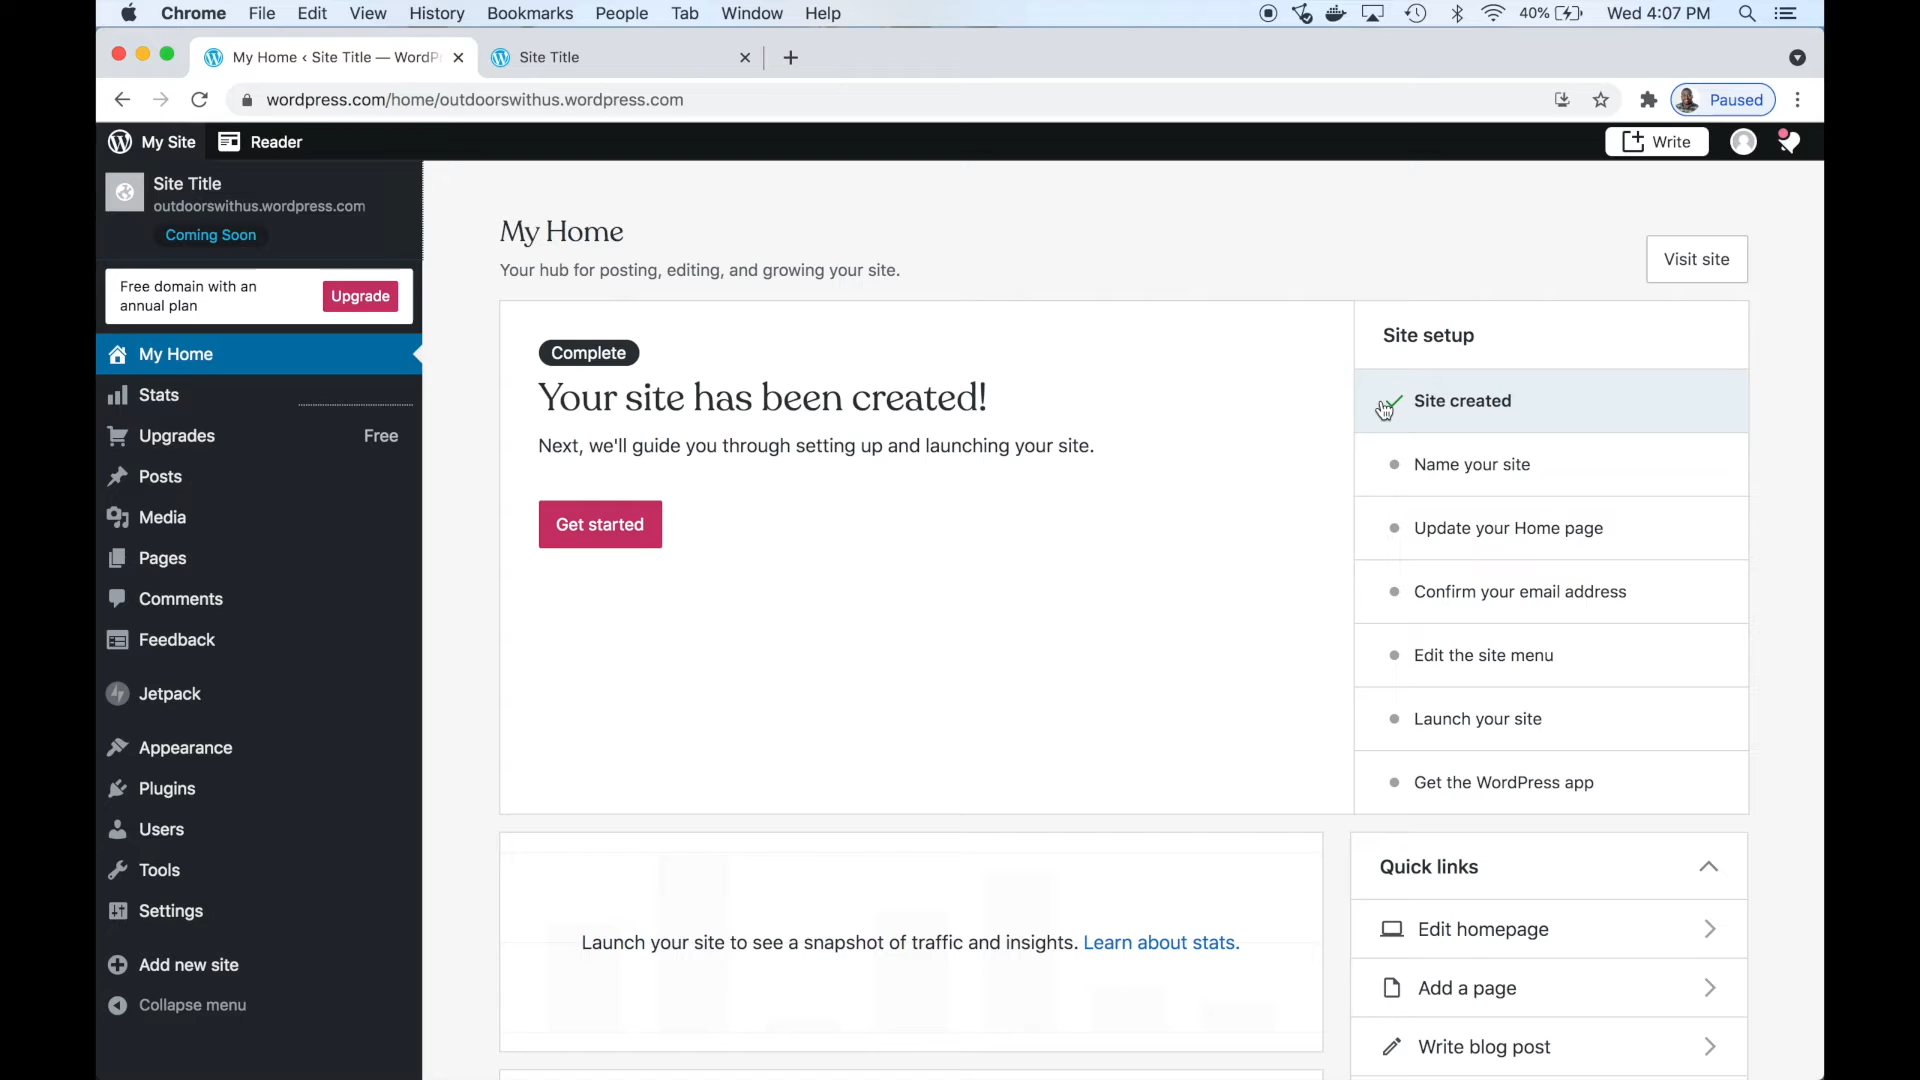 Chrome File Edit View History Bookmarks People Tab Window Help 40% Wed 4:07 PM
My Home ‹ Site Title — WordPr Site Title
wordpress.com/home/outdoorswithus.wordpress.com Paused
My Site Reader Write
Site Title
outdoorswithus.wordpress.com
Coming Soon
Free domain with an
annual plan
Upgrade
My Home
Stats
Upgrades Free
Posts
Media
Pages
Comments
Feedback
Jetpack
Appearance
Plugins
Users
Tools
Settings
Add new site
Collapse menu
My Home
Your hub for posting, editing, and growing your site.
Visit site
Complete
Your site has been created!
Next, we'll guide you through setting up and launching your site.
Get started
Site setup
Site created
Name your site
Update your Home page
Confirm your email address
Edit the site menu
Launch your site
Get the WordPress app
Launch your site to see a snapshot of traffic and insights. Learn about stats.
Quick links
Edit homepage
Add a page
Write blog post